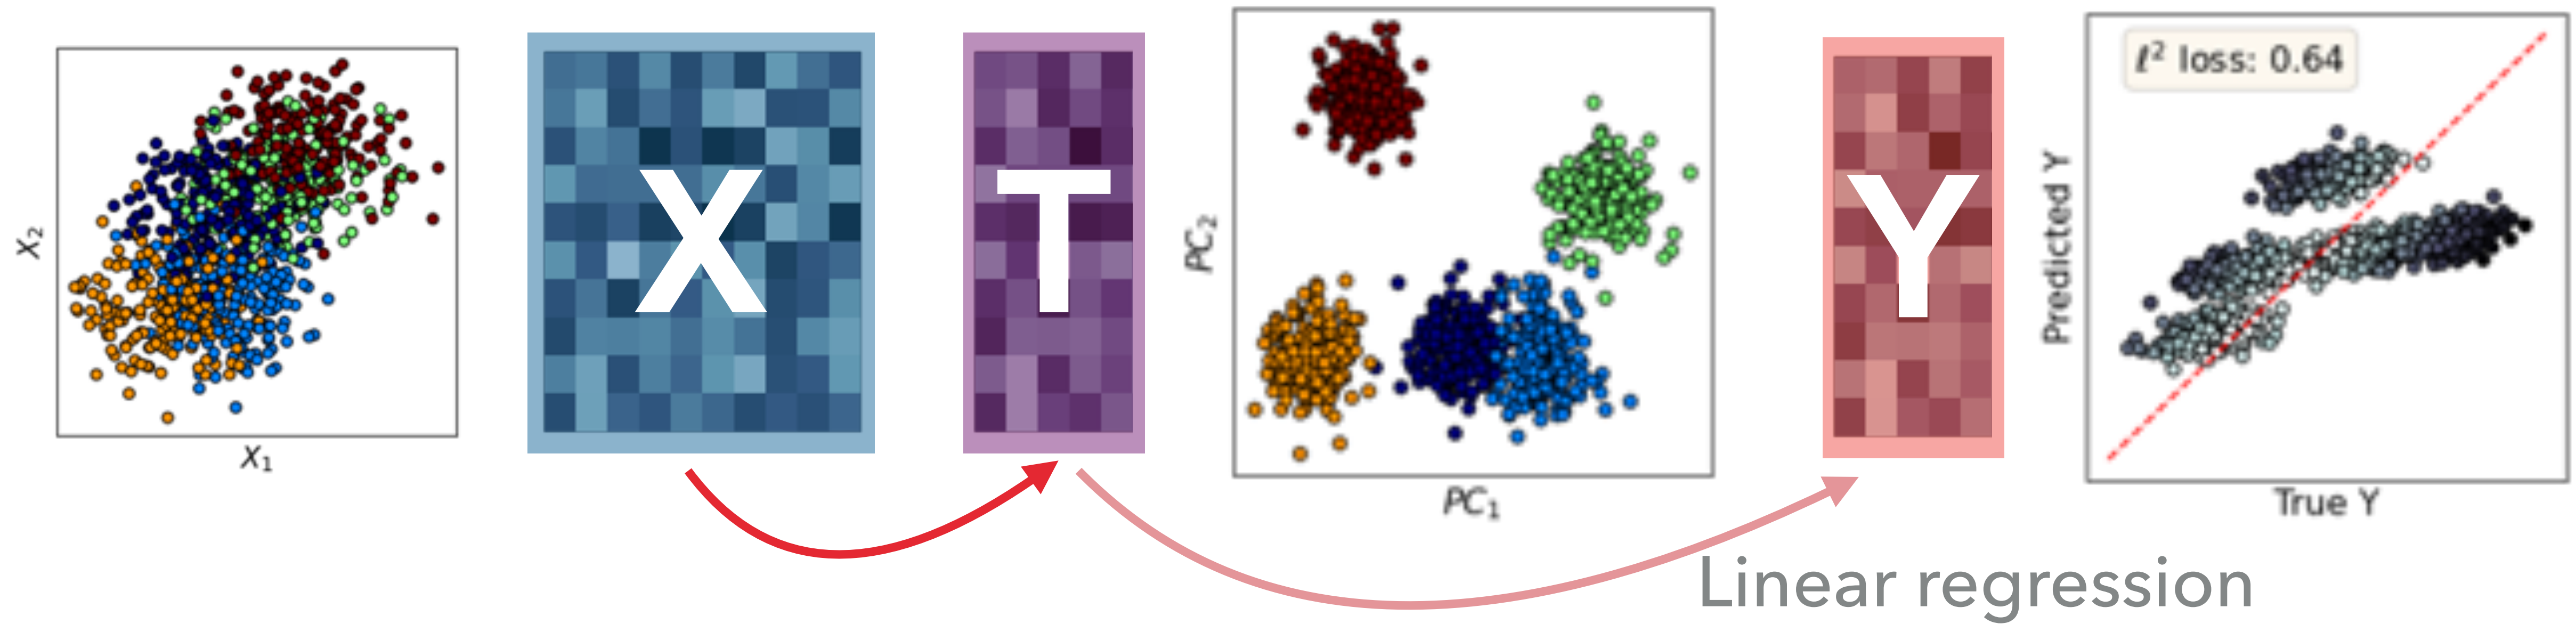 X₂
X₁
X
T
PC₂
PC₁
Y
ℓ² loss: 0.64
Predicted Y
True Y
Linear regression